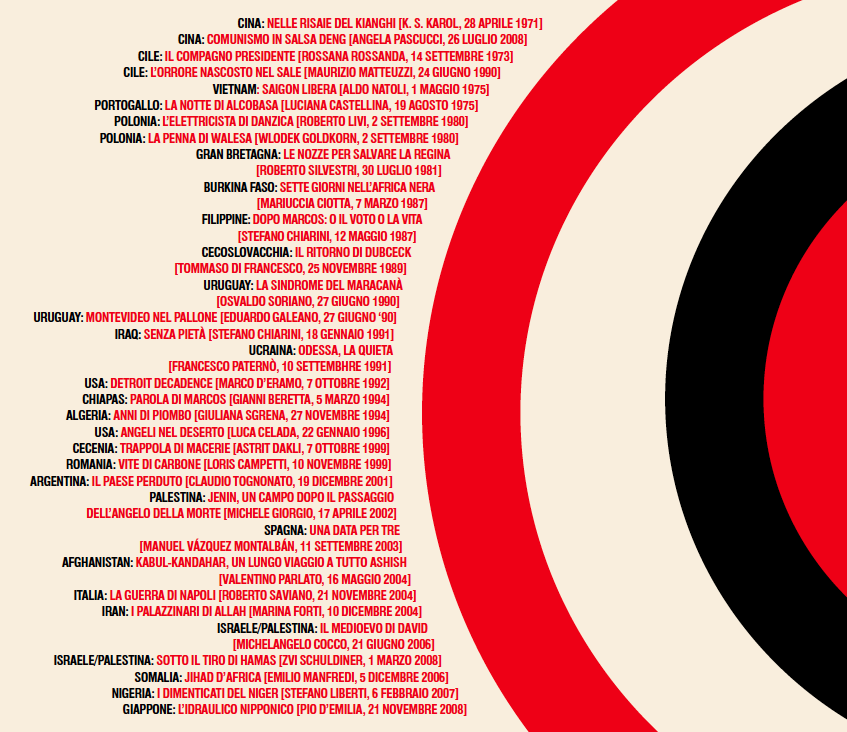 CINA: NELLE RISAIE DEL KIANGHI [K. S. KAROL, 28 APRILE 1971]
CINA: COMUNISMO IN SALSA DENG [ANGELA PASCUCCI, 26 LUGLIO 2008]
CILE: IL COMPAGNO PRESIDENTE [ROSSANA ROSSANDA, 14 SETTEMBRE 1973]
CILE: L'ORRORE NASCOSTO NEL SALE [MAURIZIO MATTEUZZI, 24 GIUGNO 1990]
VIETNAM: SAIGON LIBERA [ALDO NATOLI, 1 MAGGIO 1975]
PORTOGALLO: LA NOTTE DI ALCOBASA [LUCIANA CASTELLINA, 19 AGOSTO 1975]
POLONIA: L'ELETTRICISTA DI DANZICA [ROBERTO LIVI, 2 SETTEMBRE 1980]
POLONIA: LA PENNA DI WALESA [WLODEK GOLDKORN, 2 SETTEMBRE 1980]
GRAN BRETAGNA: LE NOZZE PER SALVARE LA REGINA
[ROBERTO SILVESTRI, 30 LUGLIO 1981]
BURKINA FASO: SETTE GIORNI NELL'AFRICA NERA
[MARIUCCIA CIOTTA, 7 MARZO 1987]
FILIPPINE: DOPO MARCOS: O IL VOTO O LA VITA
[STEFANO CHIARINI, 12 MAGGIO 1987]
CECOSLOVACCHIA: IL RITORNO DI DUBCECK
[TOMMASO DI FRANCESCO, 25 NOVEMBRE 1989]
URUGUAY: LA SINDROME DEL MARACANÀ
[OSVALDO SORIANO, 27 GIUGNO 1990]
URUGUAY: MONTEVIDEO NEL PALLONE [EDUARDO GALEANO, 27 GIUGNO '90]
IRAQ: SENZA PIETÀ [STEFANO CHIARINI, 18 GENNAIO 1991]
UCRAINA: ODESSA, LA QUIETA
[FRANCESCO PATERNÒ, 10 SETTEMBHRE 1991]
USA: DETROIT DECADENCE [MARCO D'ERAMO, 7 OTTOBRE 1992]
CHIAPAS: PAROLA DI MARCOS [GIANNI BERETTA, 5 MARZO 1994]
ALGERIA: ANNI DI PIOMBO [GIULIANA SGRENA, 27 NOVEMBRE 1994]
USA: ANGELI NEL DESERTO [LUCA CELADA, 22 GENNAIO 1996]
CECENIA: TRAPPOLA DI MACERIE [ASTRIT DAKLI, 7 OTTOBRE 1999]
ROMANIA: VITE DI CARBONE [LORIS CAMPETTI, 10 NOVEMBRE 1999]
ARGENTINA: IL PAESE PERDUTO [CLAUDIO TOGNONATO, 19 DICEMBRE 2001]
PALESTINA: JENIN, UN CAMPO DOPO IL PASSAGGIO
DELL'ANGELO DELLA MORTE [MICHELE GIORGIO, 17 APRILE 2002]
SPAGNA: UNA DATA PER TRE
[MANUEL VÁZQUEZ MONTALBÁN, 11 SETTEMBRE 2003]
AFGHANISTAN: KABUL-KANDAHAR, UN LUNGO VIAGGIO A TUTTO ASHISH
[VALENTINO PARLATO, 16 MAGGIO 2004]
ITALIA: LA GUERRA DI NAPOLI [ROBERTO SAVIANO, 21 NOVEMBRE 2004]
IRAN: I PALAZZINARI DI ALLAH [MARINA FORTI, 10 DICEMBRE 2004]
ISRAELE/PALESTINA: IL MEDIOEVO DI DAVID
[MICHELANGELO COCCO, 21 GIUGNO 2006]
ISRAELE/PALESTINA: SOTTO IL TIRO DI HAMAS [ZVI SCHULDINER, 1 MARZO 2008]
SOMALIA: JIHAD D'AFRICA [EMILIO MANFREDI, 5 DICEMBRE 2006]
NIGERIA: I DIMENTICATI DEL NIGER [STEFANO LIBERTI, 6 FEBBRAIO 2007]
GIAPPONE: L'IDRAULICO NIPPONICO [PIO D'EMILIA, 21 NOVEMBRE 2008]